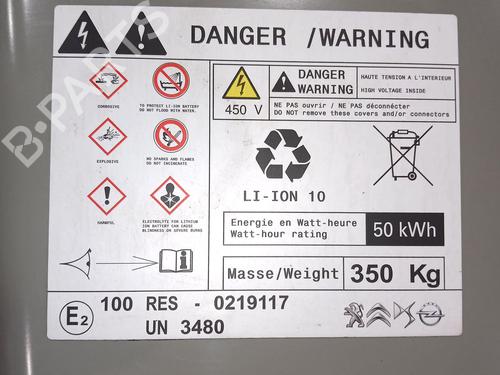 DANGER /WARNING
CORROSIVE
TO PROTECT LI-ION BATTERY
DO NOT FLOOD WITH WATER.
EXPLOSIVE
NO SPARKS AND FLAMES
DO NOT INCINERATE
HARMFUL
ELECTROLYTE FOR LITHIUM
ION BATTERY CAN CAUSE
BLINDNESS OR SEVERE BURNS
450 V
DANGER
WARNING
HAUTE TENSION A L'INTERIEUR
HIGH VOLTAGE INSIDE
NE PAS ouvrir / NE PAS déconnécter
DO NOT remove these covers and/or connectors
LI-ION 10
Energie en Watt-heure
Watt-hour rating
50 kWh
Masse/Weight
350 Kg
E2
100 RES - 0219117
UN 3480
B-PARTS